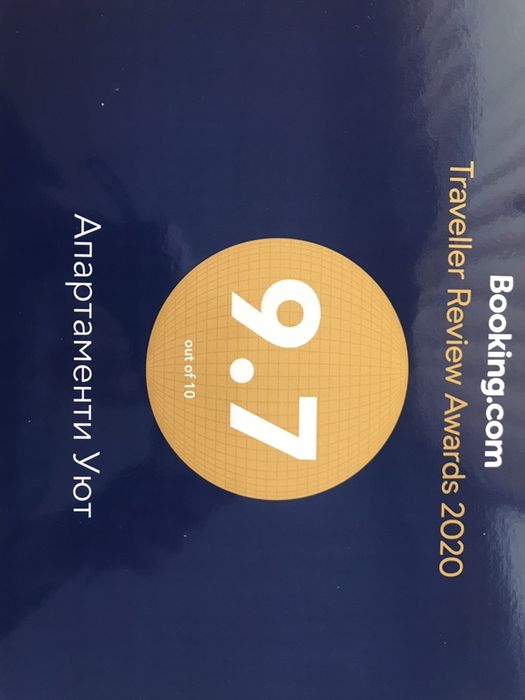 Booking.com
Traveller Review Awards 2020
9.7
out of 10
Апартаменти Уют